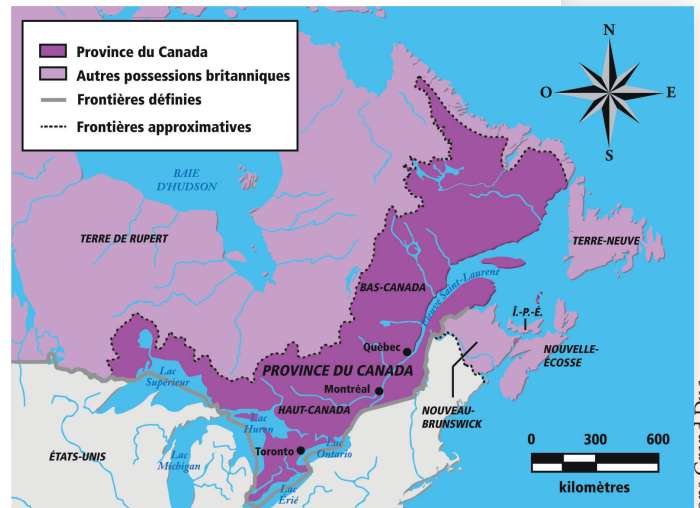 Province du Canada
Autres possessions britanniques
Frontières définies
Frontières approximatives
N
O
E
S
BAIE
D'HUDSON
TERRE DE RUPERT
TERRE-NEUVE
BAS-CANADA
Fleuve Saint-Laurent
Î.-P.-É.
Québec
NOUVELLE-
ÉCOSSE
PROVINCE DU CANADA
Lac
Supérieur
Montréal
HAUT-CANADA
NOUVEAU-
BRUNSWICK
Lac
Huron
Toronto
Lac
Ontario
ÉTATS-UNIS
Lac
Michigan
Lac
Érié
0 300 600
kilomètres